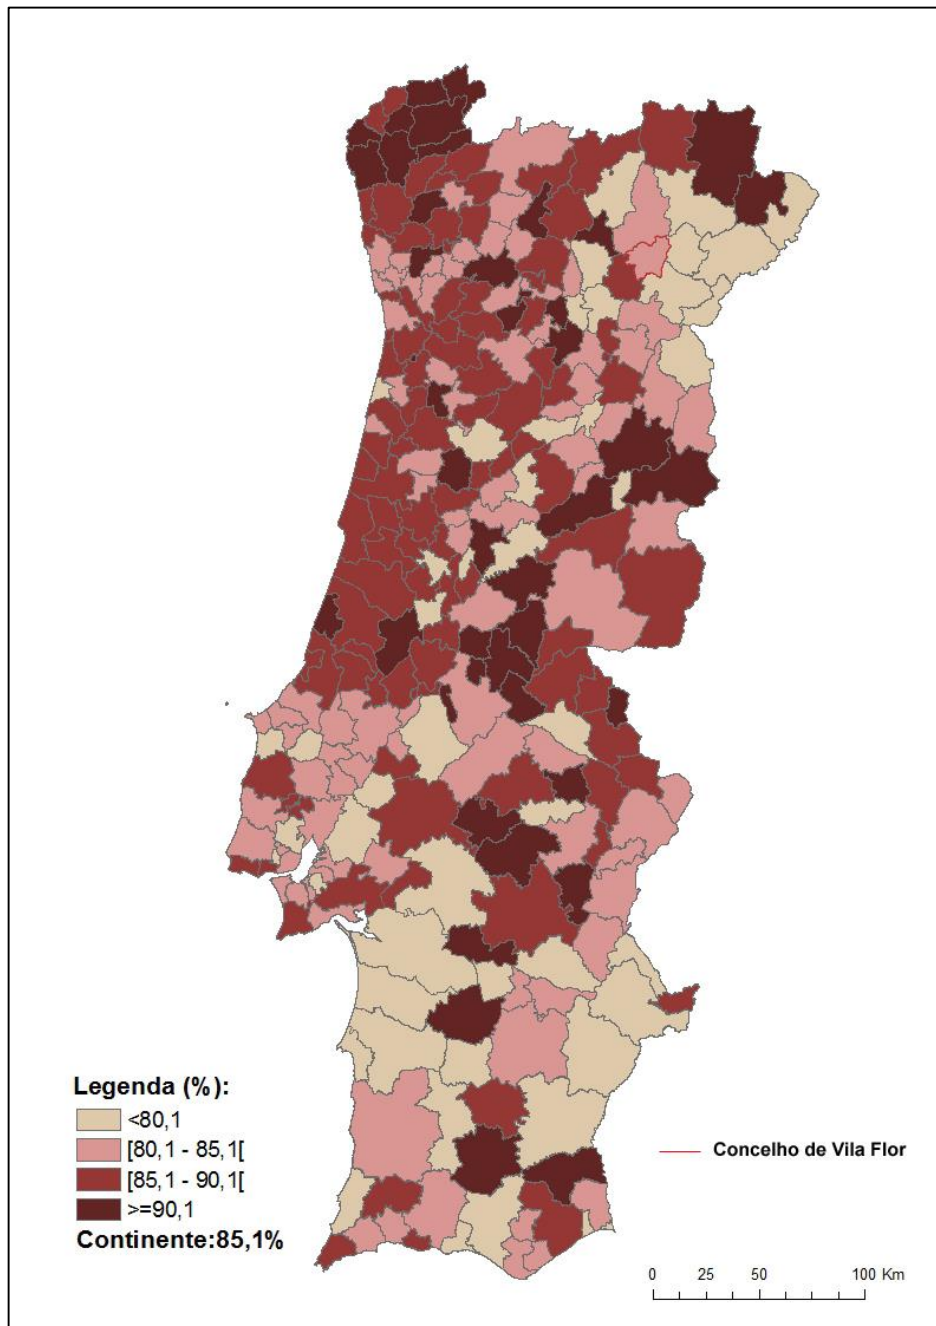 Legenda (%):
<80,1
[80,1 - 85,1[
[85,1 - 90,1[
>=90,1
Continente:85,1%
Concelho de Vila Flor
0 25 50 100 Km